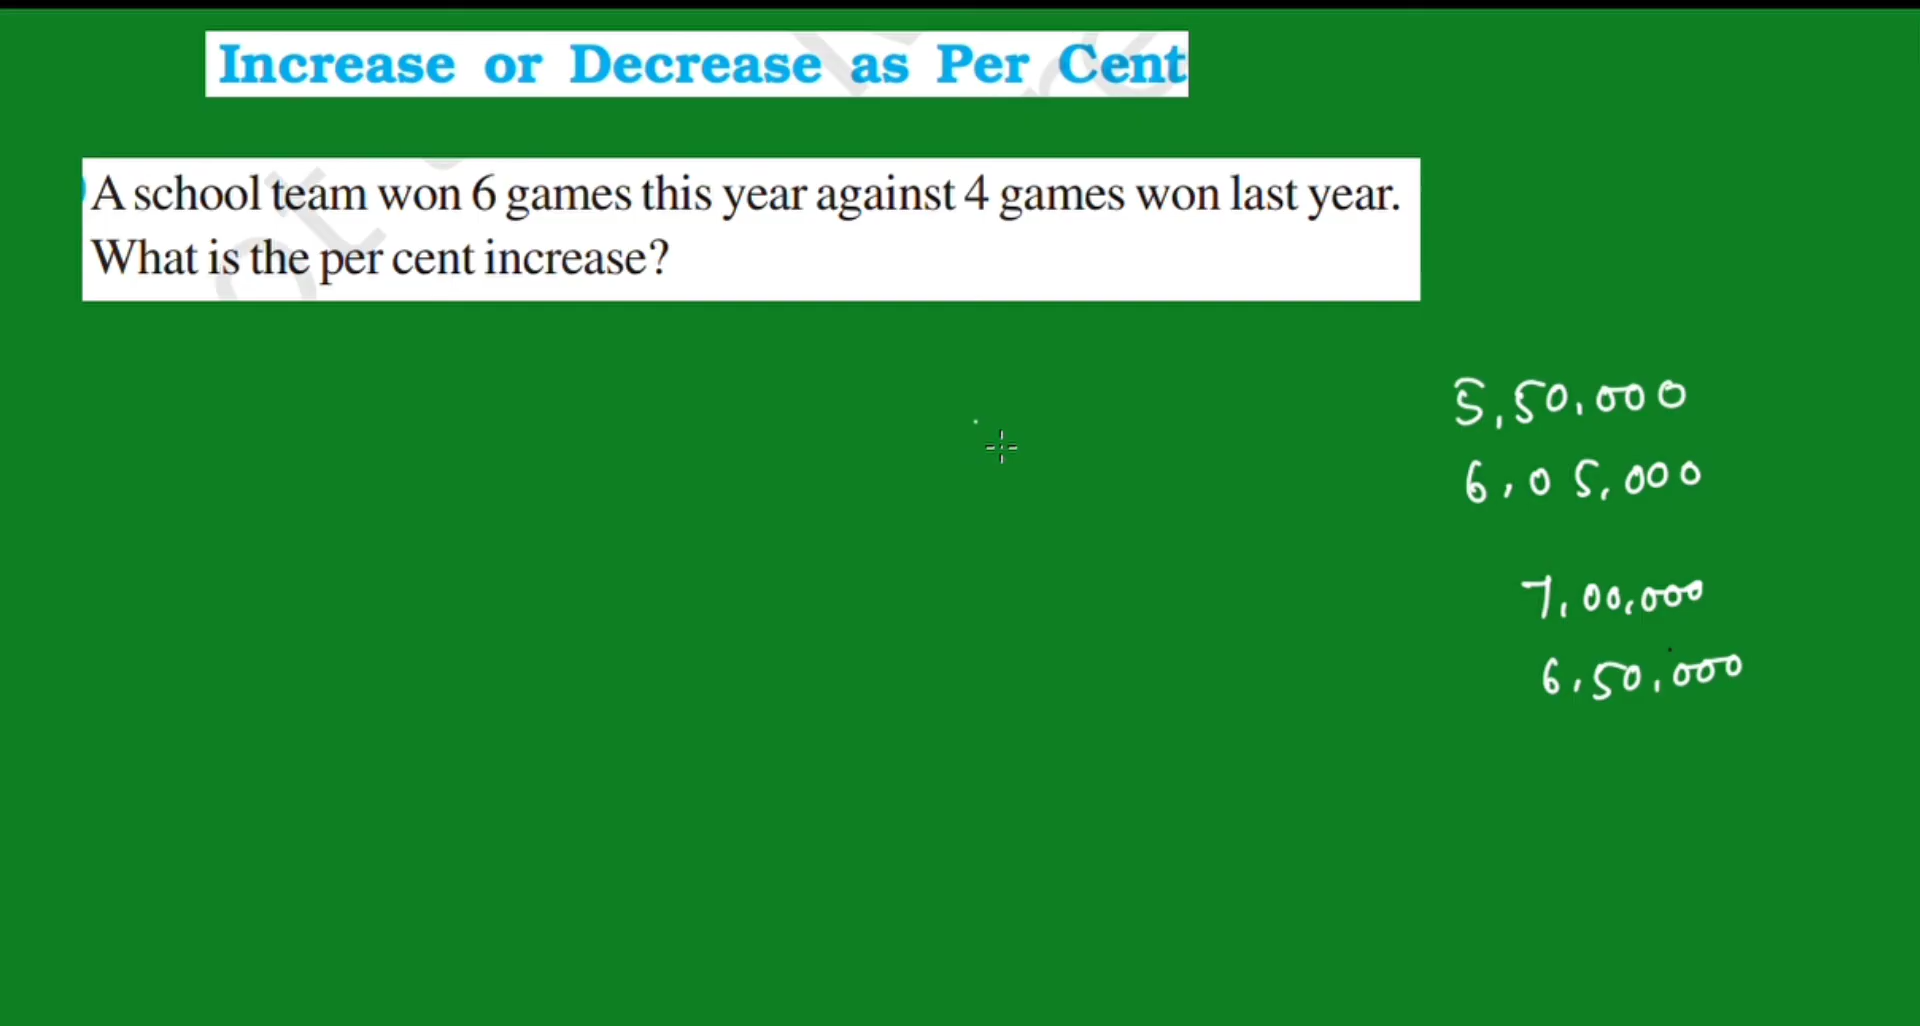 Increase or Decrease as Per Cent
A school team won 6 games this year against 4 games won last year.
What is the per cent increase?
5,50,000
6,05,000
7,00,000
6,50,000